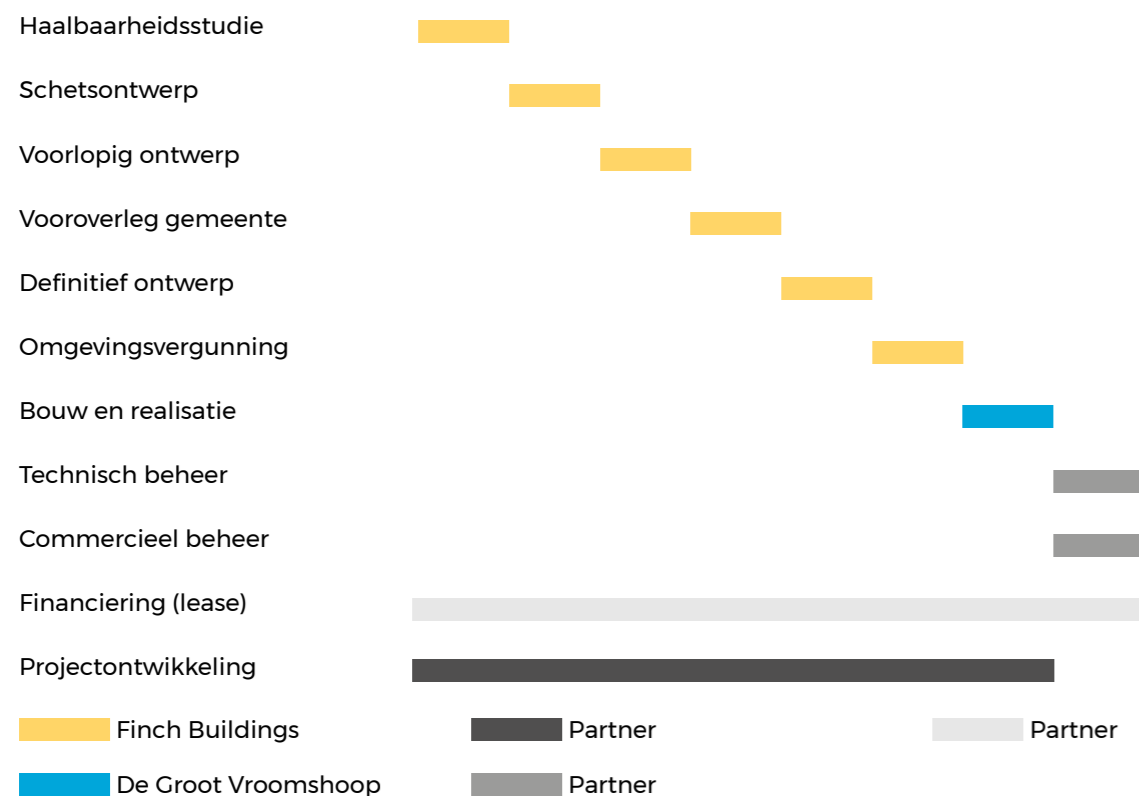 Haalbaarheidsstudie
Schetsontwerp
Voorlopig ontwerp
Vooroverleg gemeente
Definitief ontwerp
Omgevingsvergunning
Bouw en realisatie
Technisch beheer
Commercieel beheer
Financiering (lease)
Projectontwikkeling
Finch Buildings Partner Partner
De Groot Vroomshoop Partner